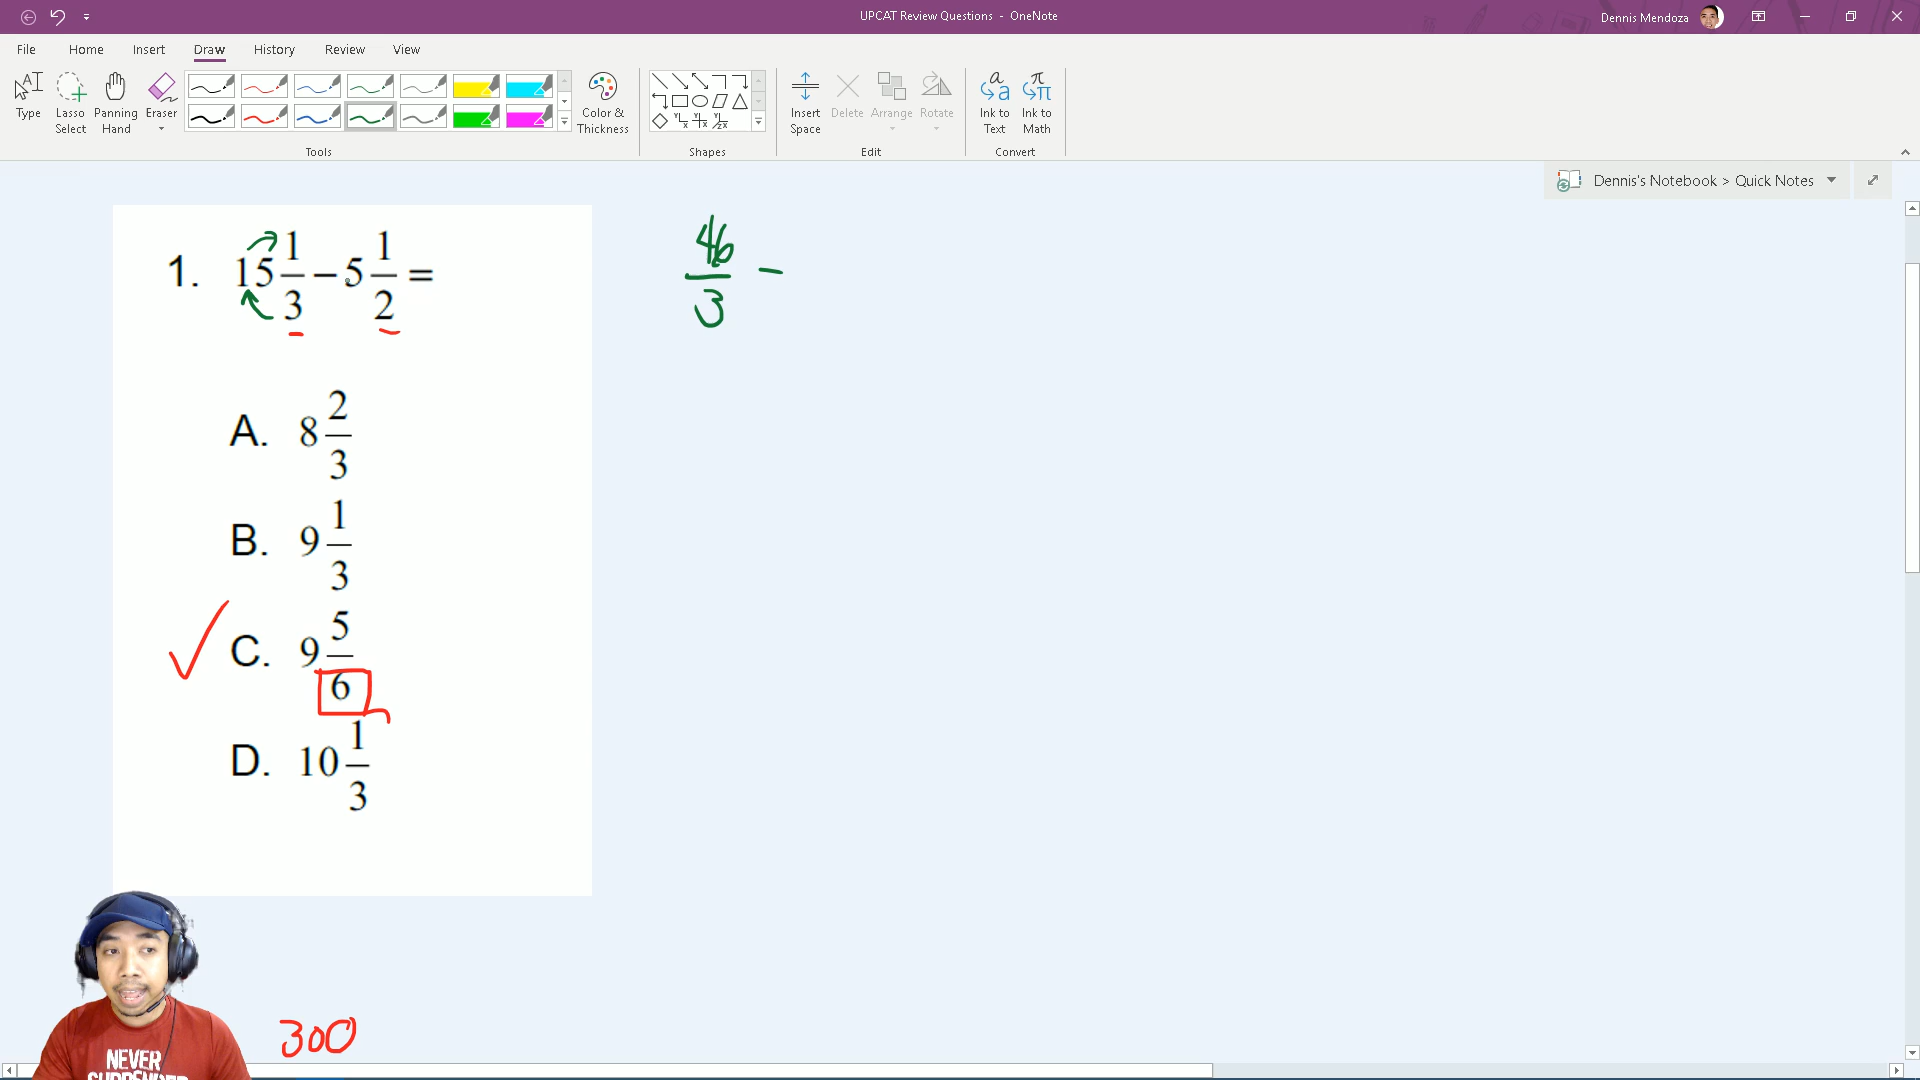 UPCAT Review Questions - OneNote
Dennis Mendoza
File Home Insert Draw History Review View
Type
Lasso Select
Panning Hand
Eraser
Color & Thickness
Insert Space
Delete
Arrange
Rotate
Ink to Text
Ink to Math
Tools
Shapes
Edit
Convert
Dennis's Notebook > Quick Notes
1. 15 1/3 − 5 1/2 =
46/3 −
A. 8 2/3
B. 9 1/3
✓ C. 9 5/6
D. 10 1/3
300
NEVER
SURRENDER